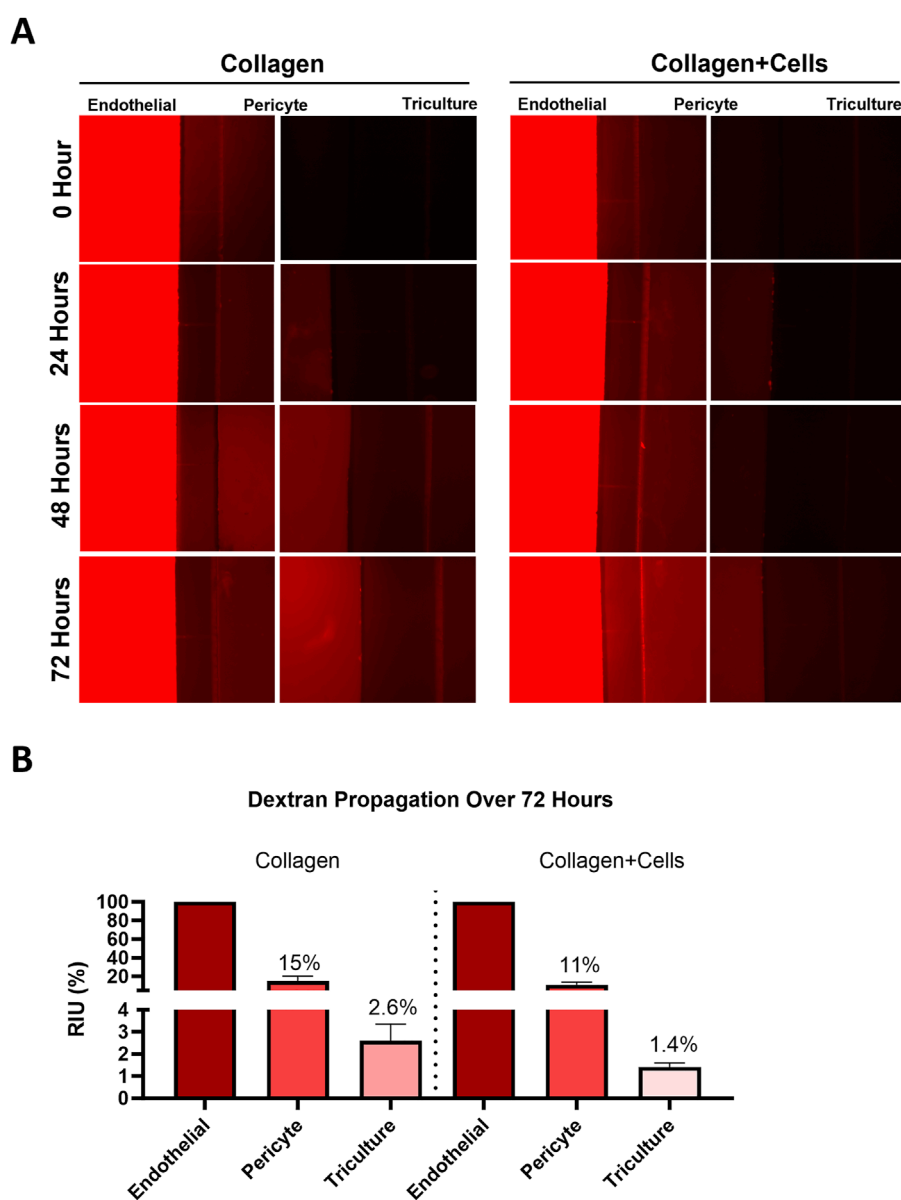 A
Collagen
Collagen+Cells
Endothelial Pericyte Triculture
Endothelial Pericyte Triculture
0 Hour
24 Hours
48 Hours
72 Hours
B
Dextran Propagation Over 72 Hours
Collagen
Collagen+Cells
RIU (%)
100
80
60
40
20
4
3
2
1
0
15%
2.6%
11%
1.4%
Endothelial
Pericyte
Triculture
Endothelial
Pericyte
Triculture